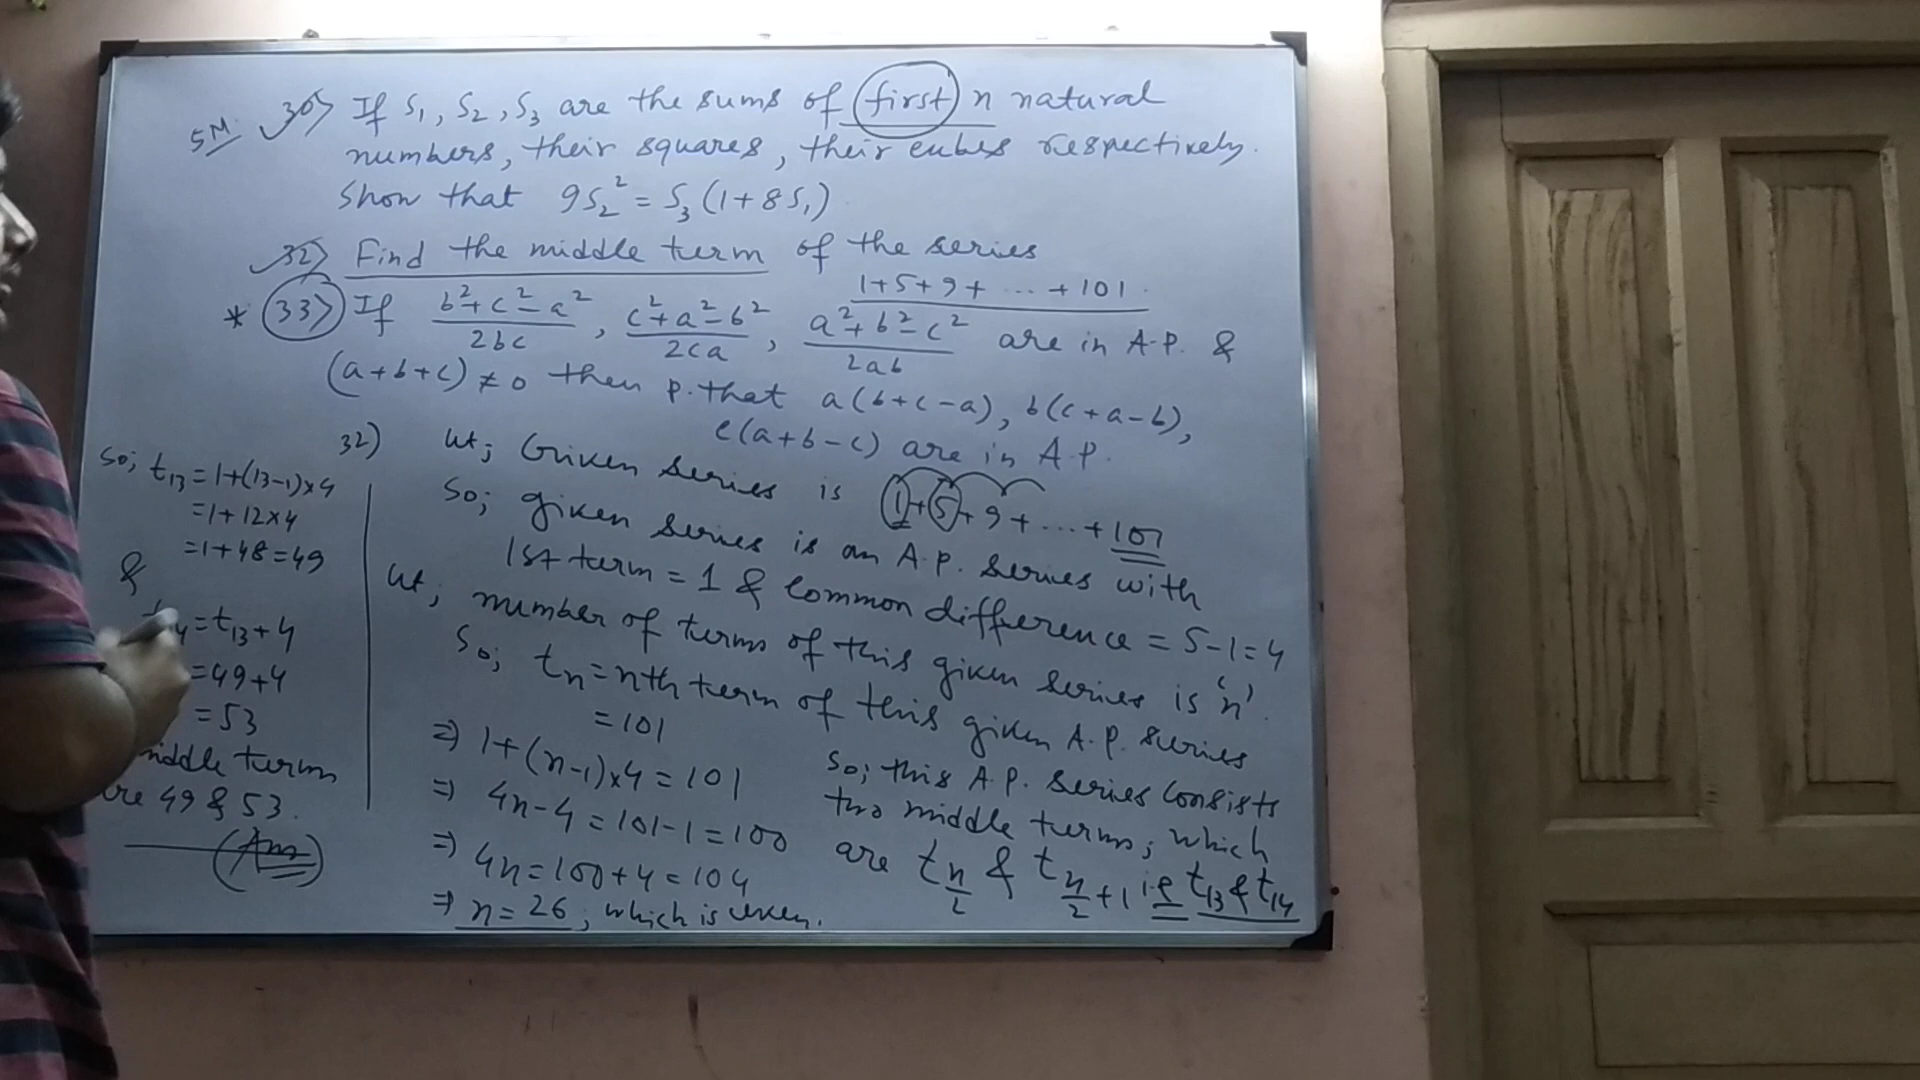 5M. 30) If S₁, S₂, S₃ are the sums of first n natural
numbers, their squares, their cubes respectively.
Show that 9S₂² = S₃(1+8S₁)
32) Find the middle term of the series
1+5+9+ ... +101.
* 33) If (b²+c²-a²)/2bc, (c²+a²-b²)/2ca, (a²+b²-c²)/2ab are in A.P. &
(a+b+c) ≠ 0 then p. that a(b+c-a), b(c+a-b),
c(a+b-c) are in A.P.
32) Let; Given series is 1+5+9+...+101
So; given series is an A.P. series with
1st term = 1 & common difference = 5-1=4
Let; number of terms of this given series is 'n'.
So; tₙ = nth term of this given A.P. series
= 101
⇒ 1+(n-1)×4 = 101
⇒ 4n-4 = 101-1 = 100
⇒ 4n = 100+4 = 104
⇒ n = 26, which is even.
So; this A.P. series consists
two middle terms; which
are t_{n/2} & t_{n/2+1} ie t₁₃ & t₁₄
So; t₁₃ = 1+(13-1)×4
= 1+12×4
= 1+48 = 49
&
= t₁₃+4
= 49+4
= 53
middle terms
are 49 & 53.
(Ans)